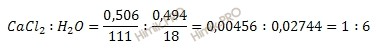 CaCl₂ : H₂O = 0,506/111 : 0,494/18 = 0,00456 : 0,02744 = 1 : 6